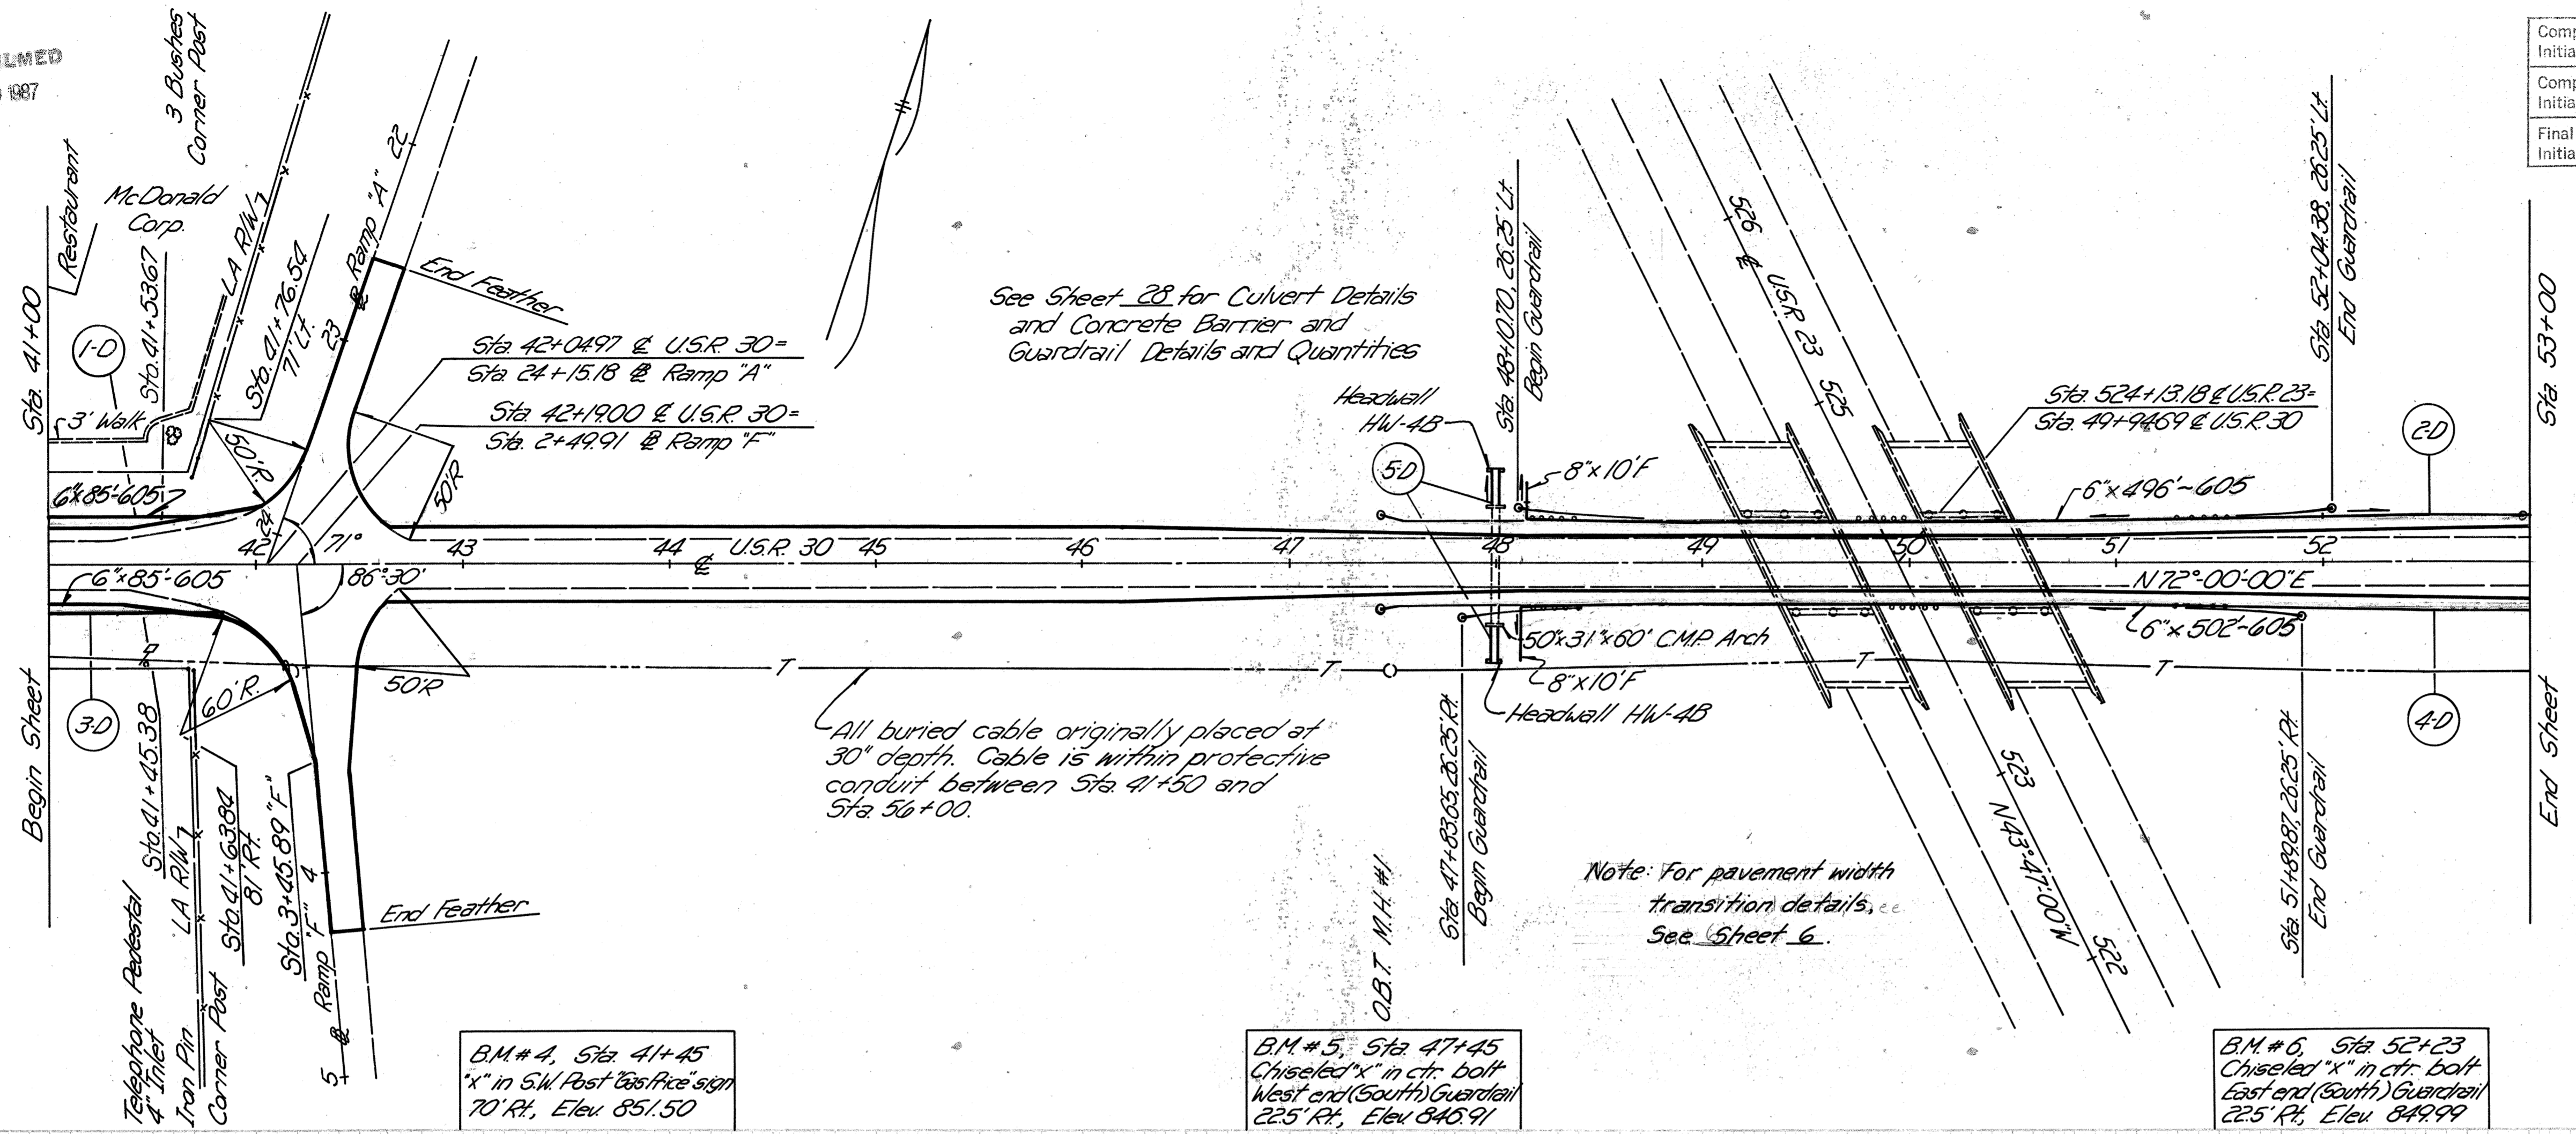 1987
3 Bushes
Corner Post
Restaurant
McDonald
Corp.
LA R/W
Sta. 41+53.67
Sta. 41+76.54
71' Lt.
Sta. 41+00
1-D
3' Walk
6"x85'-605
60'R.
℄ Ramp "A" 22
23
24
End Feather
Sta. 42+04.97 ℄ U.S.R. 30=
Sta. 24+15.18 ℄ Ramp "A"
Sta. 42+19.00 ℄ U.S.R. 30=
Sta. 2+49.91 ℄ Ramp "F"
50'R
See Sheet 28 for Culvert Details
and Concrete Barrier and
Guardrail Details and Quantities
Headwall
HW-4B
5-D
Sta. 48+10.70, 26.25' Lt.
Begin Guardrail
8"x10'F
526 ℄ U.S.R. 23 525
Sta. 524+13.18 ℄ U.S.R. 23=
Sta. 49+94.69 ℄ U.S.R. 30
Sta. 52+04.38, 26.25' Lt.
End Guardrail
2-D
Sta. 53+00
6"x496'-605
42 71° 43 44 ℄ U.S.R. 30 45 46 47 48 49 50 51 52
6"x85'-605
86°-30'
N72°-00'-00"E
6"x502'-605
50"x31"x60' C.M.P. Arch
8"x10'F
Headwall HW-4B
T T T T
50'R
60'R.
3-D
4-D
Begin Sheet
End Sheet
All buried cable originally placed at
30" depth. Cable is within protective
conduit between Sta. 41+50 and
Sta. 56+00.
Sta. 41+45.38
Telephone Pedestal
4" Inlet
LA R/W
Iron Pin
Sta. 41+63.84
81' Rt.
Corner Post
Sta. 3+45.89 "F"
5 ℄ Ramp "F" 4
End Feather
O.B.T. M.H. #1
Sta. 47+83.65, 26.25' Rt.
Begin Guardrail
Note: For pavement width
transition details,
See Sheet 6.
523
N43°-47'-00"W
522
Sta. 51+89.87, 26.25' Rt.
End Guardrail
B.M. # 4, Sta. 41+45
"x" in S.W. Post "Gas Price" sign
70' Rt., Elev. 851.50
B.M. # 5, Sta. 47+45
Chiseled "x" in ctr. bolt
West end (South) Guardrail
22.5' Rt., Elev. 846.91
B.M. # 6, Sta. 52+23
Chiseled "x" in ctr. bolt
East end (South) Guardrail
22.5' Rt., Elev. 849.99